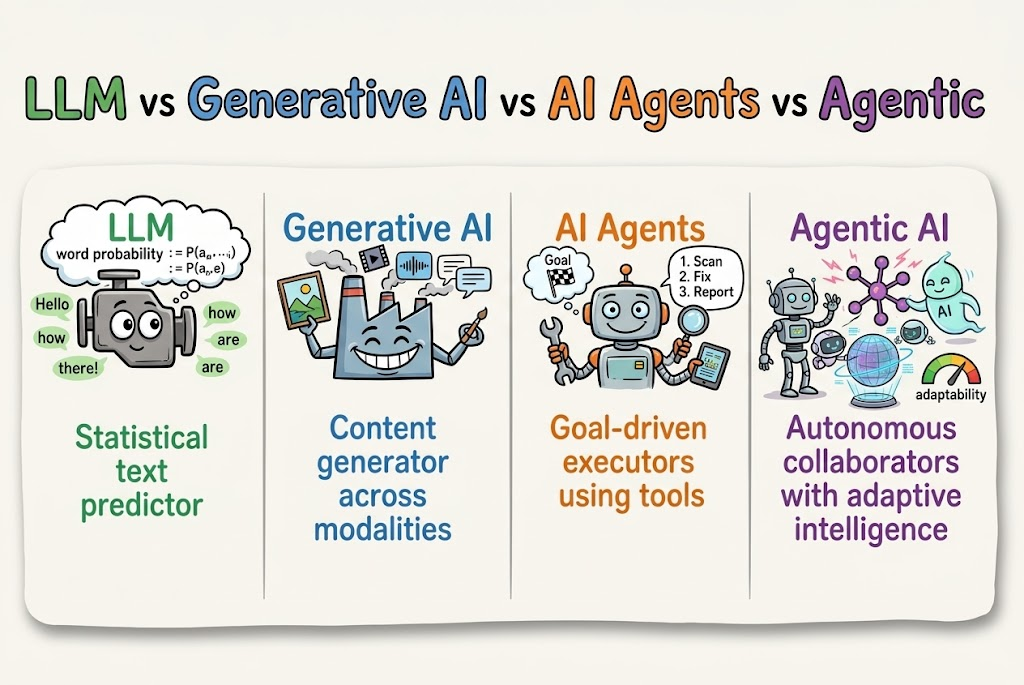 LLM vs Generative AI vs AI Agents vs Agentic
LLM
word probability := P(
:= P(
Hello
how
there!
how
are
are
Statistical
text
predictor
Generative AI
Content
generator
across
modalities
AI Agents
Goal
1. Scan
2. Fix
3. Report
Goal-driven
executors
using tools
Agentic AI
AI
adaptability
Autonomous
collaborators
with adaptive
intelligence